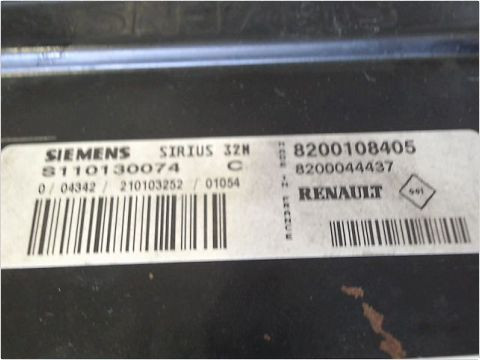 SIEMENS SIRIUS 32N
S110130074 C
0 / 04342 / 210103252 / 01054
MADE IN FRANCE
8200108405
8200044437
RENAULT